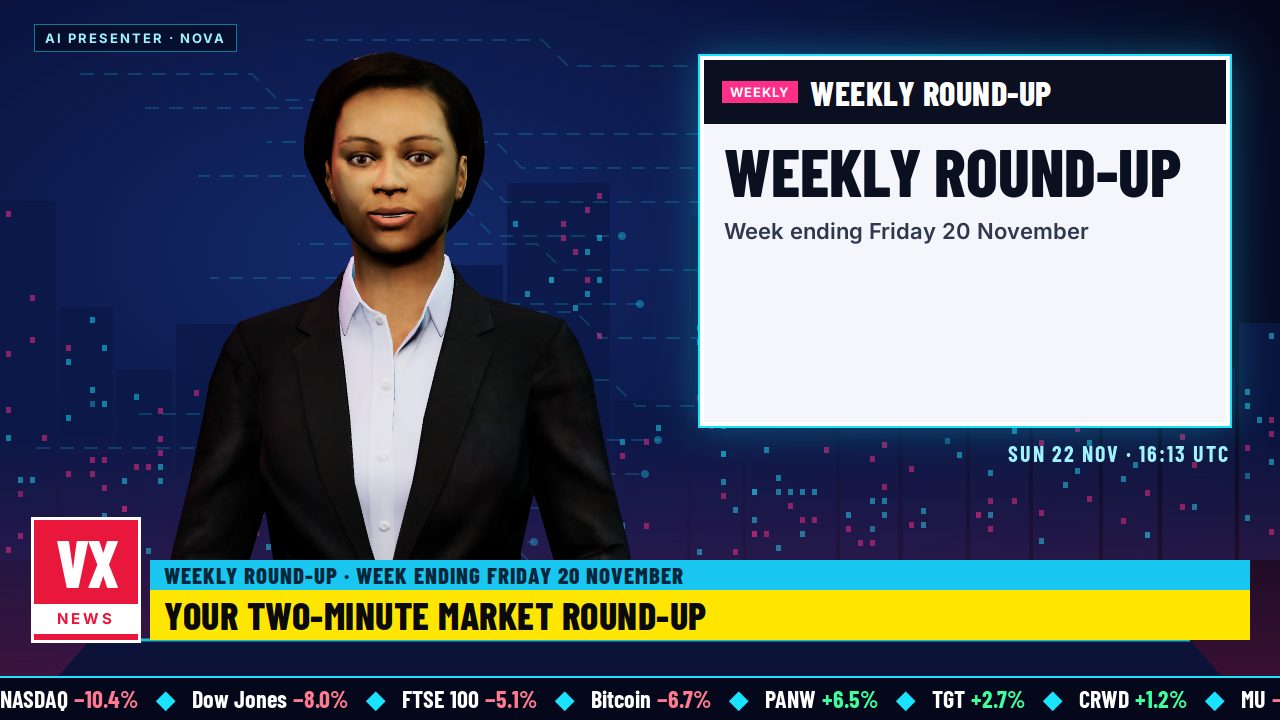 AI PRESENTER · NOVA
WEEKLY WEEKLY ROUND-UP
WEEKLY ROUND-UP
Week ending Friday 20 November
SUN 22 NOV · 16:13 UTC
VX
NEWS
WEEKLY ROUND-UP · WEEK ENDING FRIDAY 20 NOVEMBER
YOUR TWO-MINUTE MARKET ROUND-UP
NASDAQ −10.4% ◆ Dow Jones −8.0% ◆ FTSE 100 −5.1% ◆ Bitcoin −6.7% ◆ PANW +6.5% ◆ TGT +2.7% ◆ CRWD +1.2% ◆ MU −